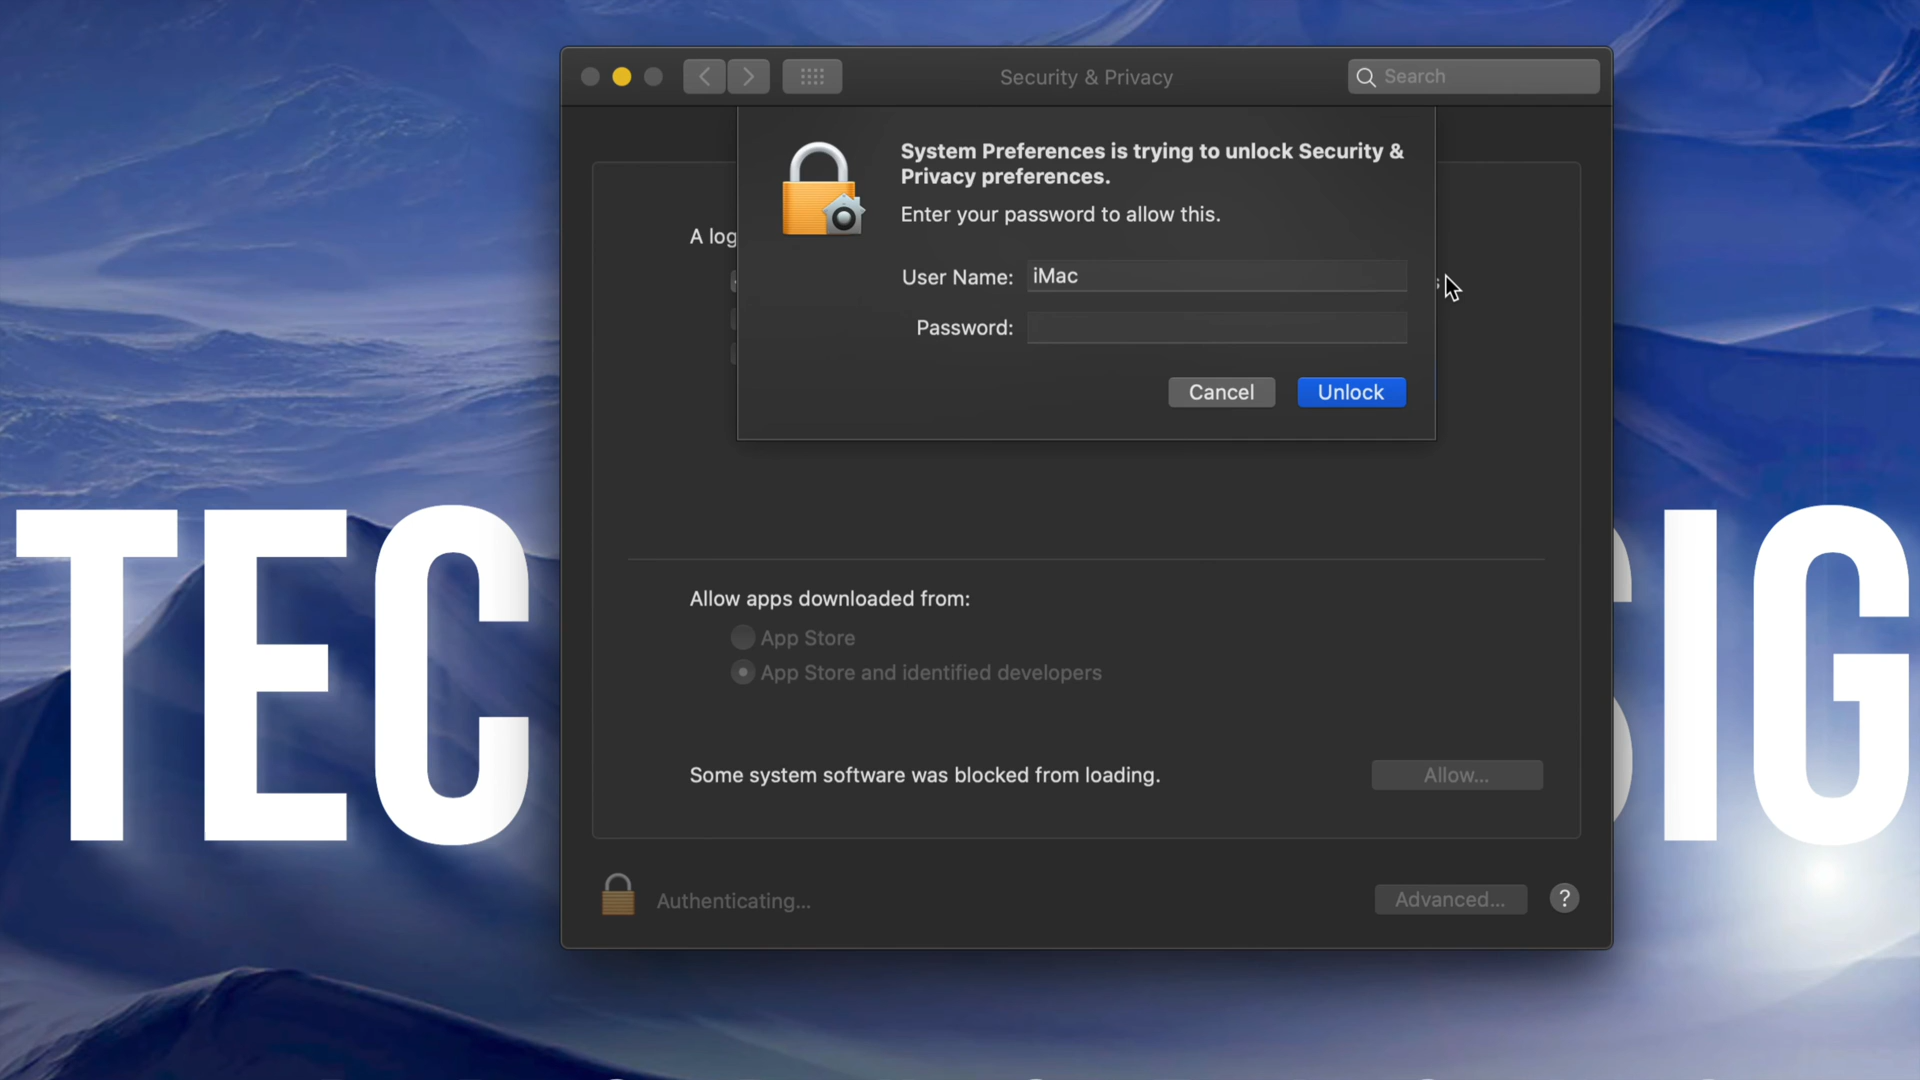 Security & Privacy
Search
System Preferences is trying to unlock Security &
Privacy preferences.
Enter your password to allow this.
A log
User Name: iMac
Password:
Cancel
Unlock
TEC
SIG
Allow apps downloaded from:
App Store
App Store and identified developers
Some system software was blocked from loading.
Allow...
Authenticating...
Advanced...
?